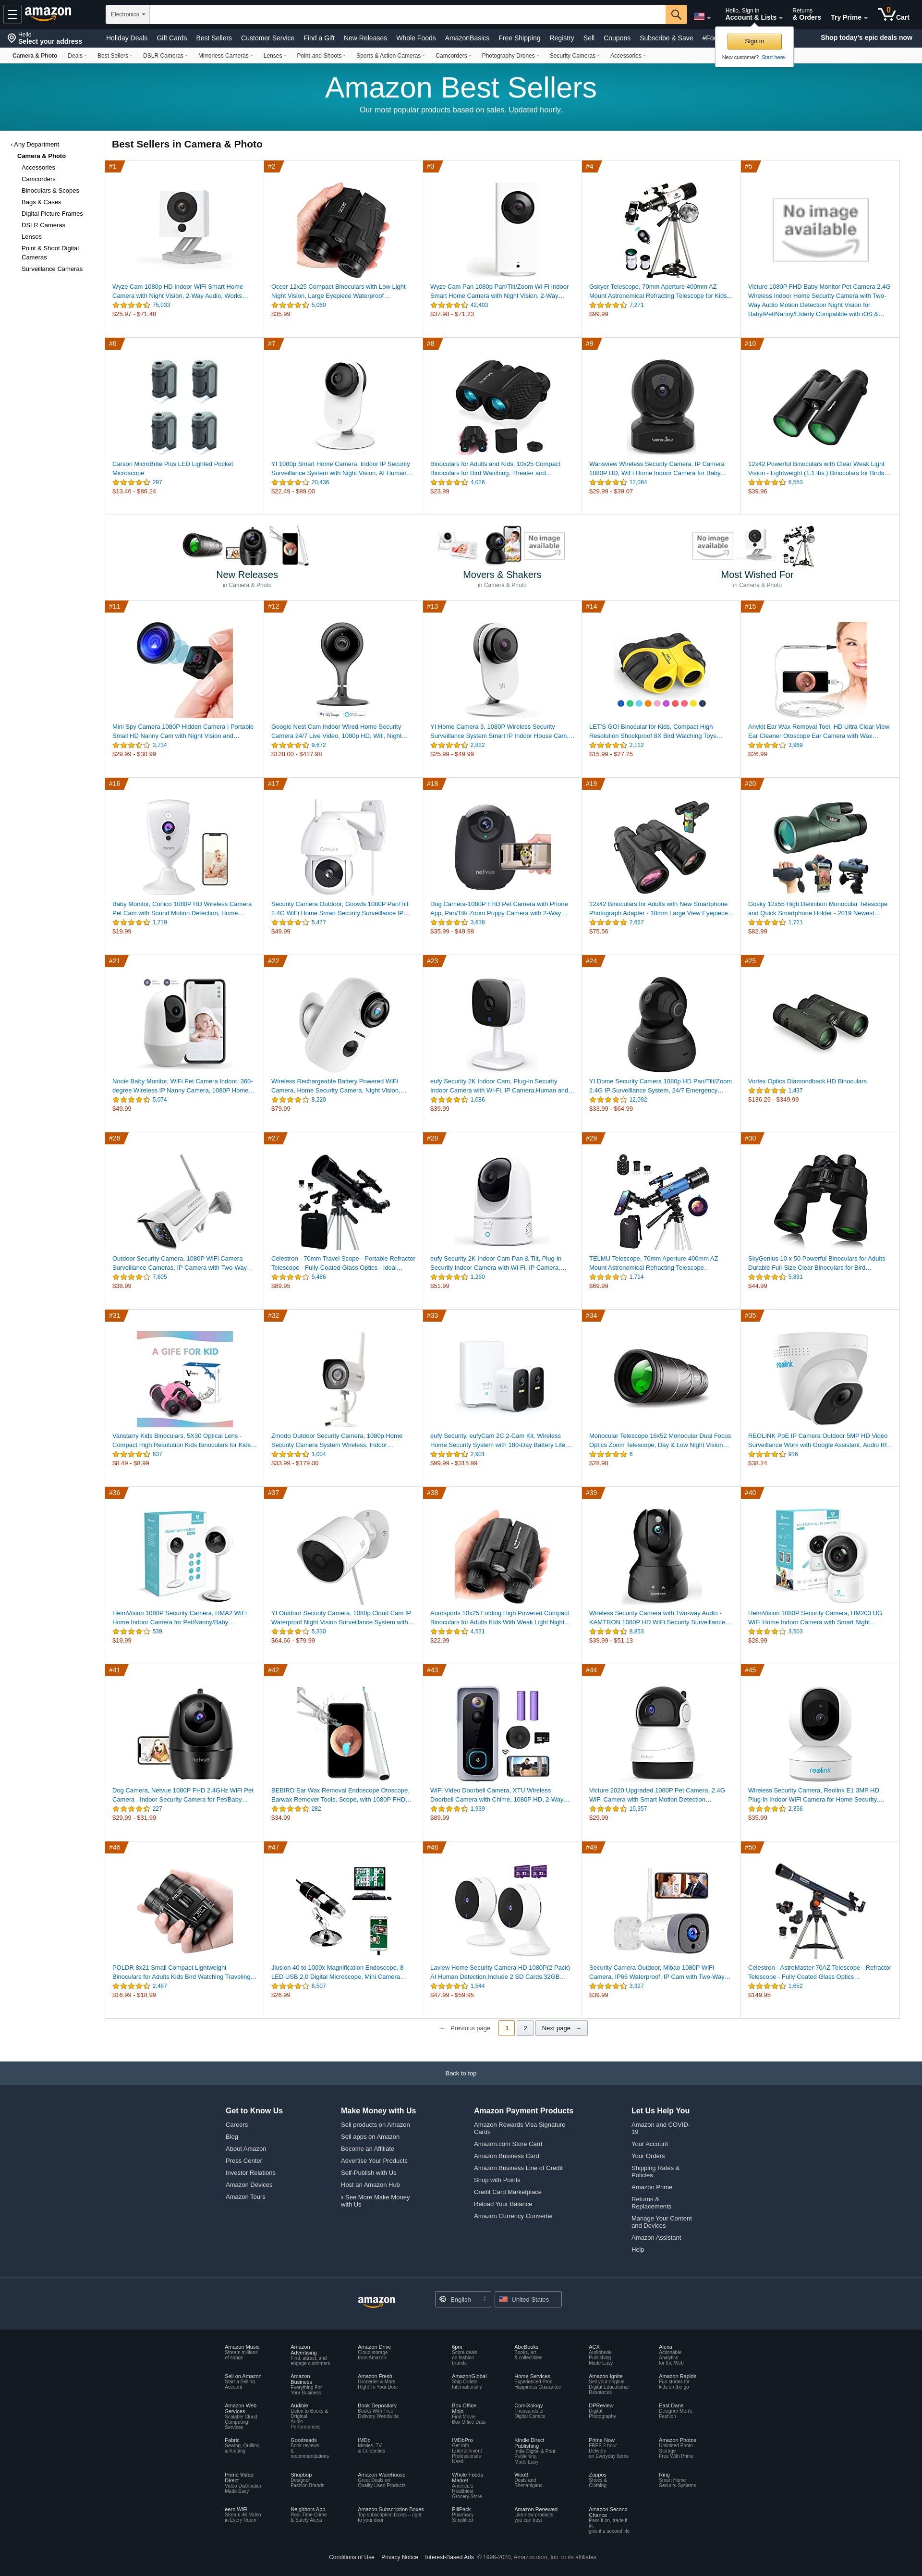 Hello
Select your address
amazon
Electronics
Hello, Sign in
Account & Lists
Returns
& Orders
Try Prime
0
Cart
Holiday Deals
Gift Cards
Best Sellers
Customer Service
Find a Gift
New Releases
Whole Foods
AmazonBasics
Free Shipping
Registry
Sell
Coupons
Subscribe & Save
Shop today's epic deals now
Sign in
New customer? Start here.
Camera & Photo
Deals
Best Sellers
DSLR Cameras
Mirrorless Cameras
Lenses
Point-and-Shoots
Sports & Action Cameras
Camcorders
Photography Drones
Security Cameras
Accessories
Amazon Best Sellers
Our most popular products based on sales. Updated hourly.
‹ Any Department
Camera & Photo
Accessories
Camcorders
Binoculars & Scopes
Bags & Cases
Digital Picture Frames
DSLR Cameras
Lenses
Point & Shoot Digital
Cameras
Surveillance Cameras
Best Sellers in Camera & Photo
#1
Wyze Cam 1080p HD Indoor WiFi Smart Home
Camera with Night Vision, 2-Way Audio, Works…
75,033
$25.97 - $71.48
#2
Occer 12x25 Compact Binoculars with Low Light
Night Vision, Large Eyepiece Waterproof…
5,060
$35.99
#3
Wyze Cam Pan 1080p Pan/Tilt/Zoom Wi-Fi Indoor
Smart Home Camera with Night Vision, 2-Way…
42,403
$37.98 - $71.23
#4
Gskyer Telescope, 70mm Aperture 400mm AZ
Mount Astronomical Refracting Telescope for Kids…
7,271
$99.99
#5
No image
available
Victure 1080P FHD Baby Monitor Pet Camera 2.4G
Wireless Indoor Home Security Camera with Two-
Way Audio Motion Detection Night Vision for
Baby/Pet/Nanny/Elderly Compatible with iOS &…
#6
Carson MicroBrite Plus LED Lighted Pocket
Microscope
297
$13.46 - $86.24
#7
YI 1080p Smart Home Camera, Indoor IP Security
Surveillance System with Night Vision, AI Human…
20,436
$22.49 - $89.00
#8
Binoculars for Adults and Kids, 10x25 Compact
Binoculars for Bird Watching, Theater and…
4,026
$23.99
#9
Wansview Wireless Security Camera, IP Camera
1080P HD, WiFi Home Indoor Camera for Baby…
12,084
$29.99 - $39.07
#10
12x42 Powerful Binoculars with Clear Weak Light
Vision - Lightweight (1.1 lbs.) Binoculars for Birds…
6,553
$39.96
New Releases
in Camera & Photo
No image
available
Movers & Shakers
in Camera & Photo
No image
available
Most Wished For
in Camera & Photo
#11
Mini Spy Camera 1080P Hidden Camera | Portable
Small HD Nanny Cam with Night Vision and…
3,734
$29.99 - $30.99
#12
Google Nest Cam Indoor Wired Home Security
Camera 24/7 Live Video, 1080p HD, Wifi, Night…
9,672
$128.00 - $427.98
#13
YI Home Camera 3, 1080P Wireless Security
Surveillance System Smart IP Indoor House Cam,…
2,822
$25.99 - $49.99
#14
LET'S GO! Binocular for Kids, Compact High
Resolution Shockproof 8X Bird Watching Toys…
2,112
$15.99 - $27.25
#15
Anykit Ear Wax Removal Tool, HD Ultra Clear View
Ear Cleaner Otoscope Ear Camera with Wax…
3,969
$26.99
#16
Baby Monitor, Conico 1080P HD Wireless Camera
Pet Cam with Sound Motion Detection, Home…
1,719
$19.99
#17
Security Camera Outdoor, Goowls 1080P Pan/Tilt
2.4G WiFi Home Smart Security Surveillance IP…
5,477
$49.99
#18
netvue
Dog Camera-1080P FHD Pet Camera with Phone
App, Pan/Tilt/ Zoom Puppy Camera with 2-Way…
3,638
$35.99 - $49.99
#19
12x42 Binoculars for Adults with New Smartphone
Photograph Adapter - 18mm Large View Eyepiece…
2,667
$75.56
#20
Gosky 12x55 High Definition Monocular Telescope
and Quick Smartphone Holder - 2019 Newest…
1,721
$82.99
#21
Nooie Baby Monitor, WiFi Pet Camera Indoor, 360-
degree Wireless IP Nanny Camera, 1080P Home…
5,074
$49.99
#22
Wireless Rechargeable Battery Powered WiFi
Camera, Home Security Camera, Night Vision,…
8,220
$79.99
#23
eufy Security 2K Indoor Cam, Plug-in Security
Indoor Camera with Wi-Fi, IP Camera,Human and…
1,086
$39.99
#24
YI Dome Security Camera 1080p HD Pan/Tilt/Zoom
2.4G IP Surveillance System, 24/7 Emergency…
12,092
$33.99 - $64.99
#25
Vortex Optics Diamondback HD Binoculars
1,437
$136.29 - $349.99
#26
Outdoor Security Camera, 1080P WiFi Camera
Surveillance Cameras, IP Camera with Two-Way…
7,605
$38.99
#27
Celestron - 70mm Travel Scope - Portable Refractor
Telescope - Fully-Coated Glass Optics - Ideal…
5,486
$89.95
#28
eufy
eufy Security 2K Indoor Cam Pan & Tilt, Plug-in
Security Indoor Camera with Wi-Fi, IP Camera,…
1,260
$51.99
#29
TELMU Telescope, 70mm Aperture 400mm AZ
Mount Astronomical Refracting Telescope…
1,714
$69.99
#30
SkyGenius 10 x 50 Powerful Binoculars for Adults
Durable Full-Size Clear Binoculars for Bird…
5,891
$44.99
#31
A GIFE FOR KID
Vanstarry Kids Binoculars, 5X30 Optical Lens -
Compact High Resolution Kids Binoculars for Kids…
637
$8.49 - $8.99
#32
Zmodo Outdoor Security Camera, 1080p Home
Security Camera System Wireless, Indoor…
1,004
$33.99 - $179.00
#33
eufy Security, eufyCam 2C 2-Cam Kit, Wireless
Home Security System with 180-Day Battery Life,…
2,901
$99.99 - $315.99
#34
Monocular Telescope,16x52 Monocular Dual Focus
Optics Zoom Telescope, Day & Low Night Vision…
6
$28.98
#35
reolink
REOLINK PoE IP Camera Outdoor 5MP HD Video
Surveillance Work with Google Assistant, Audio IR…
916
$38.24
#36
HeimVision 1080P Security Camera, HMA2 WiFi
Home Indoor Camera for Pet/Nanny/Baby…
539
$19.99
#37
YI Outdoor Security Camera, 1080p Cloud Cam IP
Waterproof Night Vision Surveillance System with…
5,330
$64.66 - $79.99
#38
Aurosports 10x25 Folding High Powered Compact
Binoculars for Adults Kids With Weak Light Night…
4,531
$22.99
#39
Wireless Security Camera with Two-way Audio -
KAMTRON 1080P HD WiFi Security Surveillance…
8,853
$39.99 - $51.13
#40
HeimVision 1080P Security Camera, HM203 UG
WiFi Home Indoor Camera with Smart Night…
3,503
$28.99
#41
netvue
Dog Camera, Netvue 1080P FHD 2.4GHz WiFi Pet
Camera , Indoor Security Camera for Pet/Baby…
227
$29.99 - $31.99
#42
BEBIRD Ear Wax Removal Endoscope Otoscope,
Earwax Remover Tools, Scope, with 1080P FHD…
282
$34.99
#43
WiFi Video Doorbell Camera, XTU Wireless
Doorbell Camera with Chime, 1080P HD, 2-Way…
1,939
$89.99
#44
Victure 2020 Upgraded 1080P Pet Camera, 2.4G
WiFi Camera with Smart Motion Detection…
15,357
$29.99
#45
reolink
Wireless Security Camera, Reolink E1 3MP HD
Plug-in Indoor WiFi Camera for Home Security,…
2,356
$35.99
#46
POLDR 8x21 Small Compact Lightweight
Binoculars for Adults Kids Bird Watching Traveling…
2,487
$16.99 - $18.99
#47
Jiusion 40 to 1000x Magnification Endoscope, 8
LED USB 2.0 Digital Microscope, Mini Camera…
8,507
$26.99
#48
Laview Home Security Camera HD 1080P(2 Pack)
AI Human Detection,Include 2 SD Cards,32GB…
1,544
$47.99 - $59.95
#49
Security Camera Outdoor, Mibao 1080P WiFi
Camera, IP66 Waterproof, IP Cam with Two-Way…
3,327
$39.99
#50
Celestron - AstroMaster 70AZ Telescope - Refractor
Telescope - Fully Coated Glass Optics…
1,652
$149.95
← Previous page
1
2
Next page →
Back to top
Get to Know Us
Careers
Blog
About Amazon
Press Center
Investor Relations
Amazon Devices
Amazon Tours
Make Money with Us
Sell products on Amazon
Sell apps on Amazon
Become an Affiliate
Advertise Your Products
Self-Publish with Us
Host an Amazon Hub
› See More Make Money
with Us
Amazon Payment Products
Amazon Rewards Visa Signature
Cards
Amazon.com Store Card
Amazon Business Card
Amazon Business Line of Credit
Shop with Points
Credit Card Marketplace
Reload Your Balance
Amazon Currency Converter
Let Us Help You
Amazon and COVID-
19
Your Account
Your Orders
Shipping Rates &
Policies
Amazon Prime
Returns &
Replacements
Manage Your Content
and Devices
Amazon Assistant
Help
amazon
English
United States
Amazon Music
Stream millions
of songs
Amazon
Advertising
Find, attract, and
engage customers
Amazon Drive
Cloud storage
from Amazon
6pm
Score deals
on fashion
brands
AbeBooks
Books, art
& collectibles
ACX
Audiobook
Publishing
Made Easy
Alexa
Actionable
Analytics
for the Web
Sell on Amazon
Start a Selling
Account
Amazon
Business
Everything For
Your Business
Amazon Fresh
Groceries & More
Right To Your Door
AmazonGlobal
Ship Orders
Internationally
Home Services
Experienced Pros
Happiness Guarantee
Amazon Ignite
Sell your original
Digital Educational
Resources
Amazon Rapids
Fun stories for
kids on the go
Amazon Web
Services
Scalable Cloud
Computing
Services
Audible
Listen to Books &
Original
Audio
Performances
Book Depository
Books With Free
Delivery Worldwide
Box Office
Mojo
Find Movie
Box Office Data
ComiXology
Thousands of
Digital Comics
DPReview
Digital
Photography
East Dane
Designer Men's
Fashion
Fabric
Sewing, Quilting
& Knitting
Goodreads
Book reviews
&
recommendations
IMDb
Movies, TV
& Celebrities
IMDbPro
Get Info
Entertainment
Professionals
Need
Kindle Direct
Publishing
Indie Digital & Print
Publishing
Made Easy
Prime Now
FREE 2-hour
Delivery
on Everyday Items
Amazon Photos
Unlimited Photo
Storage
Free With Prime
Prime Video
Direct
Video Distribution
Made Easy
Shopbop
Designer
Fashion Brands
Amazon Warehouse
Great Deals on
Quality Used Products
Whole Foods
Market
America's
Healthiest
Grocery Store
Woot!
Deals and
Shenanigans
Zappos
Shoes &
Clothing
Ring
Smart Home
Security Systems
eero WiFi
Stream 4K Video
in Every Room
Neighbors App
Real-Time Crime
& Safety Alerts
Amazon Subscription Boxes
Top subscription boxes – right
to your door
PillPack
Pharmacy
Simplified
Amazon Renewed
Like-new products
you can trust
Amazon Second
Chance
Pass it on, trade it
in,
give it a second life
Conditions of Use
Privacy Notice
Interest-Based Ads
© 1996-2020, Amazon.com, Inc. or its affiliates